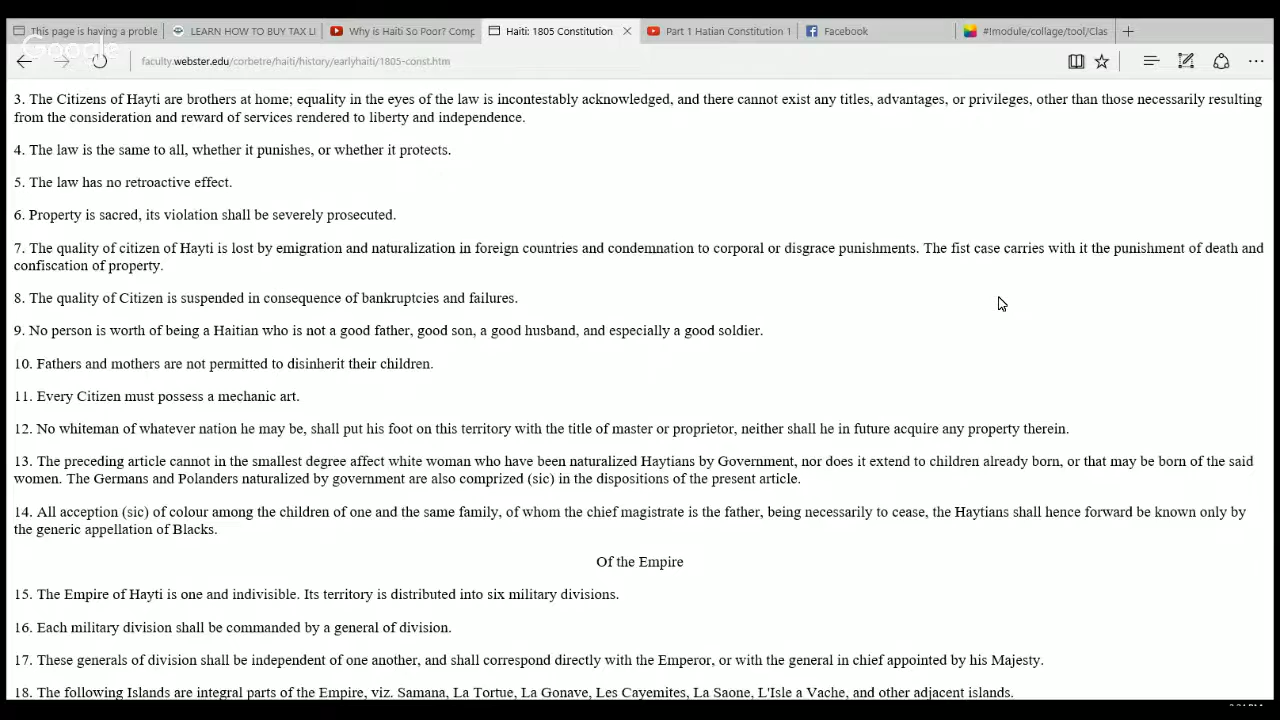 This page is having a proble
LEARN HOW TO BUY TAX LI
Why is Haiti So Poor? Comp
Haiti: 1805 Constitution
Part 1 Hatian Constitution 1
Facebook
#!module/collage/tool/Clas
Google
faculty.webster.edu/corbetre/haiti/history/earlyhaiti/1805-const.htm
3. The Citizens of Hayti are brothers at home; equality in the eyes of the law is incontestably acknowledged, and there cannot exist any titles, advantages, or privileges, other than those necessarily resulting
from the consideration and reward of services rendered to liberty and independence.
4. The law is the same to all, whether it punishes, or whether it protects.
5. The law has no retroactive effect.
6. Property is sacred, its violation shall be severely prosecuted.
7. The quality of citizen of Hayti is lost by emigration and naturalization in foreign countries and condemnation to corporal or disgrace punishments. The fist case carries with it the punishment of death and
confiscation of property.
8. The quality of Citizen is suspended in consequence of bankruptcies and failures.
9. No person is worth of being a Haitian who is not a good father, good son, a good husband, and especially a good soldier.
10. Fathers and mothers are not permitted to disinherit their children.
11. Every Citizen must possess a mechanic art.
12. No whiteman of whatever nation he may be, shall put his foot on this territory with the title of master or proprietor, neither shall he in future acquire any property therein.
13. The preceding article cannot in the smallest degree affect white woman who have been naturalized Haytians by Government, nor does it extend to children already born, or that may be born of the said
women. The Germans and Polanders naturalized by government are also comprized (sic) in the dispositions of the present article.
14. All acception (sic) of colour among the children of one and the same family, of whom the chief magistrate is the father, being necessarily to cease, the Haytians shall hence forward be known only by
the generic appellation of Blacks.
Of the Empire
15. The Empire of Hayti is one and indivisible. Its territory is distributed into six military divisions.
16. Each military division shall be commanded by a general of division.
17. These generals of division shall be independent of one another, and shall correspond directly with the Emperor, or with the general in chief appointed by his Majesty.
18. The following Islands are integral parts of the Empire, viz. Samana, La Tortue, La Gonave, Les Cayemites, La Saone, L'Isle a Vache, and other adjacent islands.